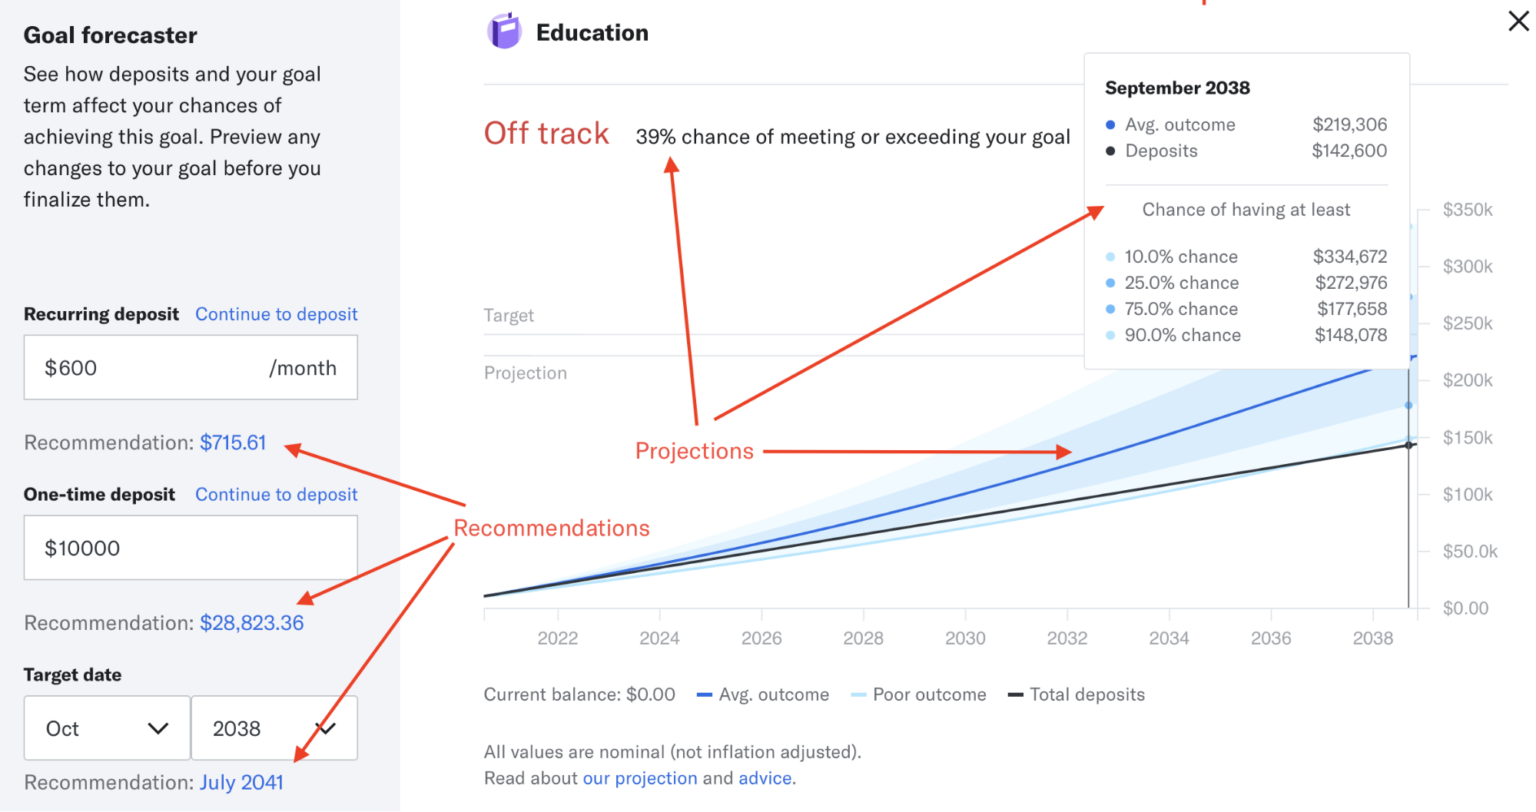 Goal forecaster
See how deposits and your goal
term affect your chances of
achieving this goal. Preview any
changes to your goal before you
finalize them.
Recurring deposit Continue to deposit
$600 /month
Recommendation: $715.61
One-time deposit Continue to deposit
$10000
Recommendation: $28,823.36
Target date
Oct 2038
Recommendation: July 2041
Recommendations
Education
Off track 39% chance of meeting or exceeding your goal
September 2038
Avg. outcome $219,306
Deposits $142,600
Chance of having at least
10.0% chance $334,672
25.0% chance $272,976
75.0% chance $177,658
90.0% chance $148,078
Target
Projection
Projections
$350k
$300k
$250k
$200k
$150k
$100k
$50.0k
$0.00
2022 2024 2026 2028 2030 2032 2034 2036 2038
Current balance: $0.00 Avg. outcome Poor outcome Total deposits
All values are nominal (not inflation adjusted).
Read about our projection and advice.